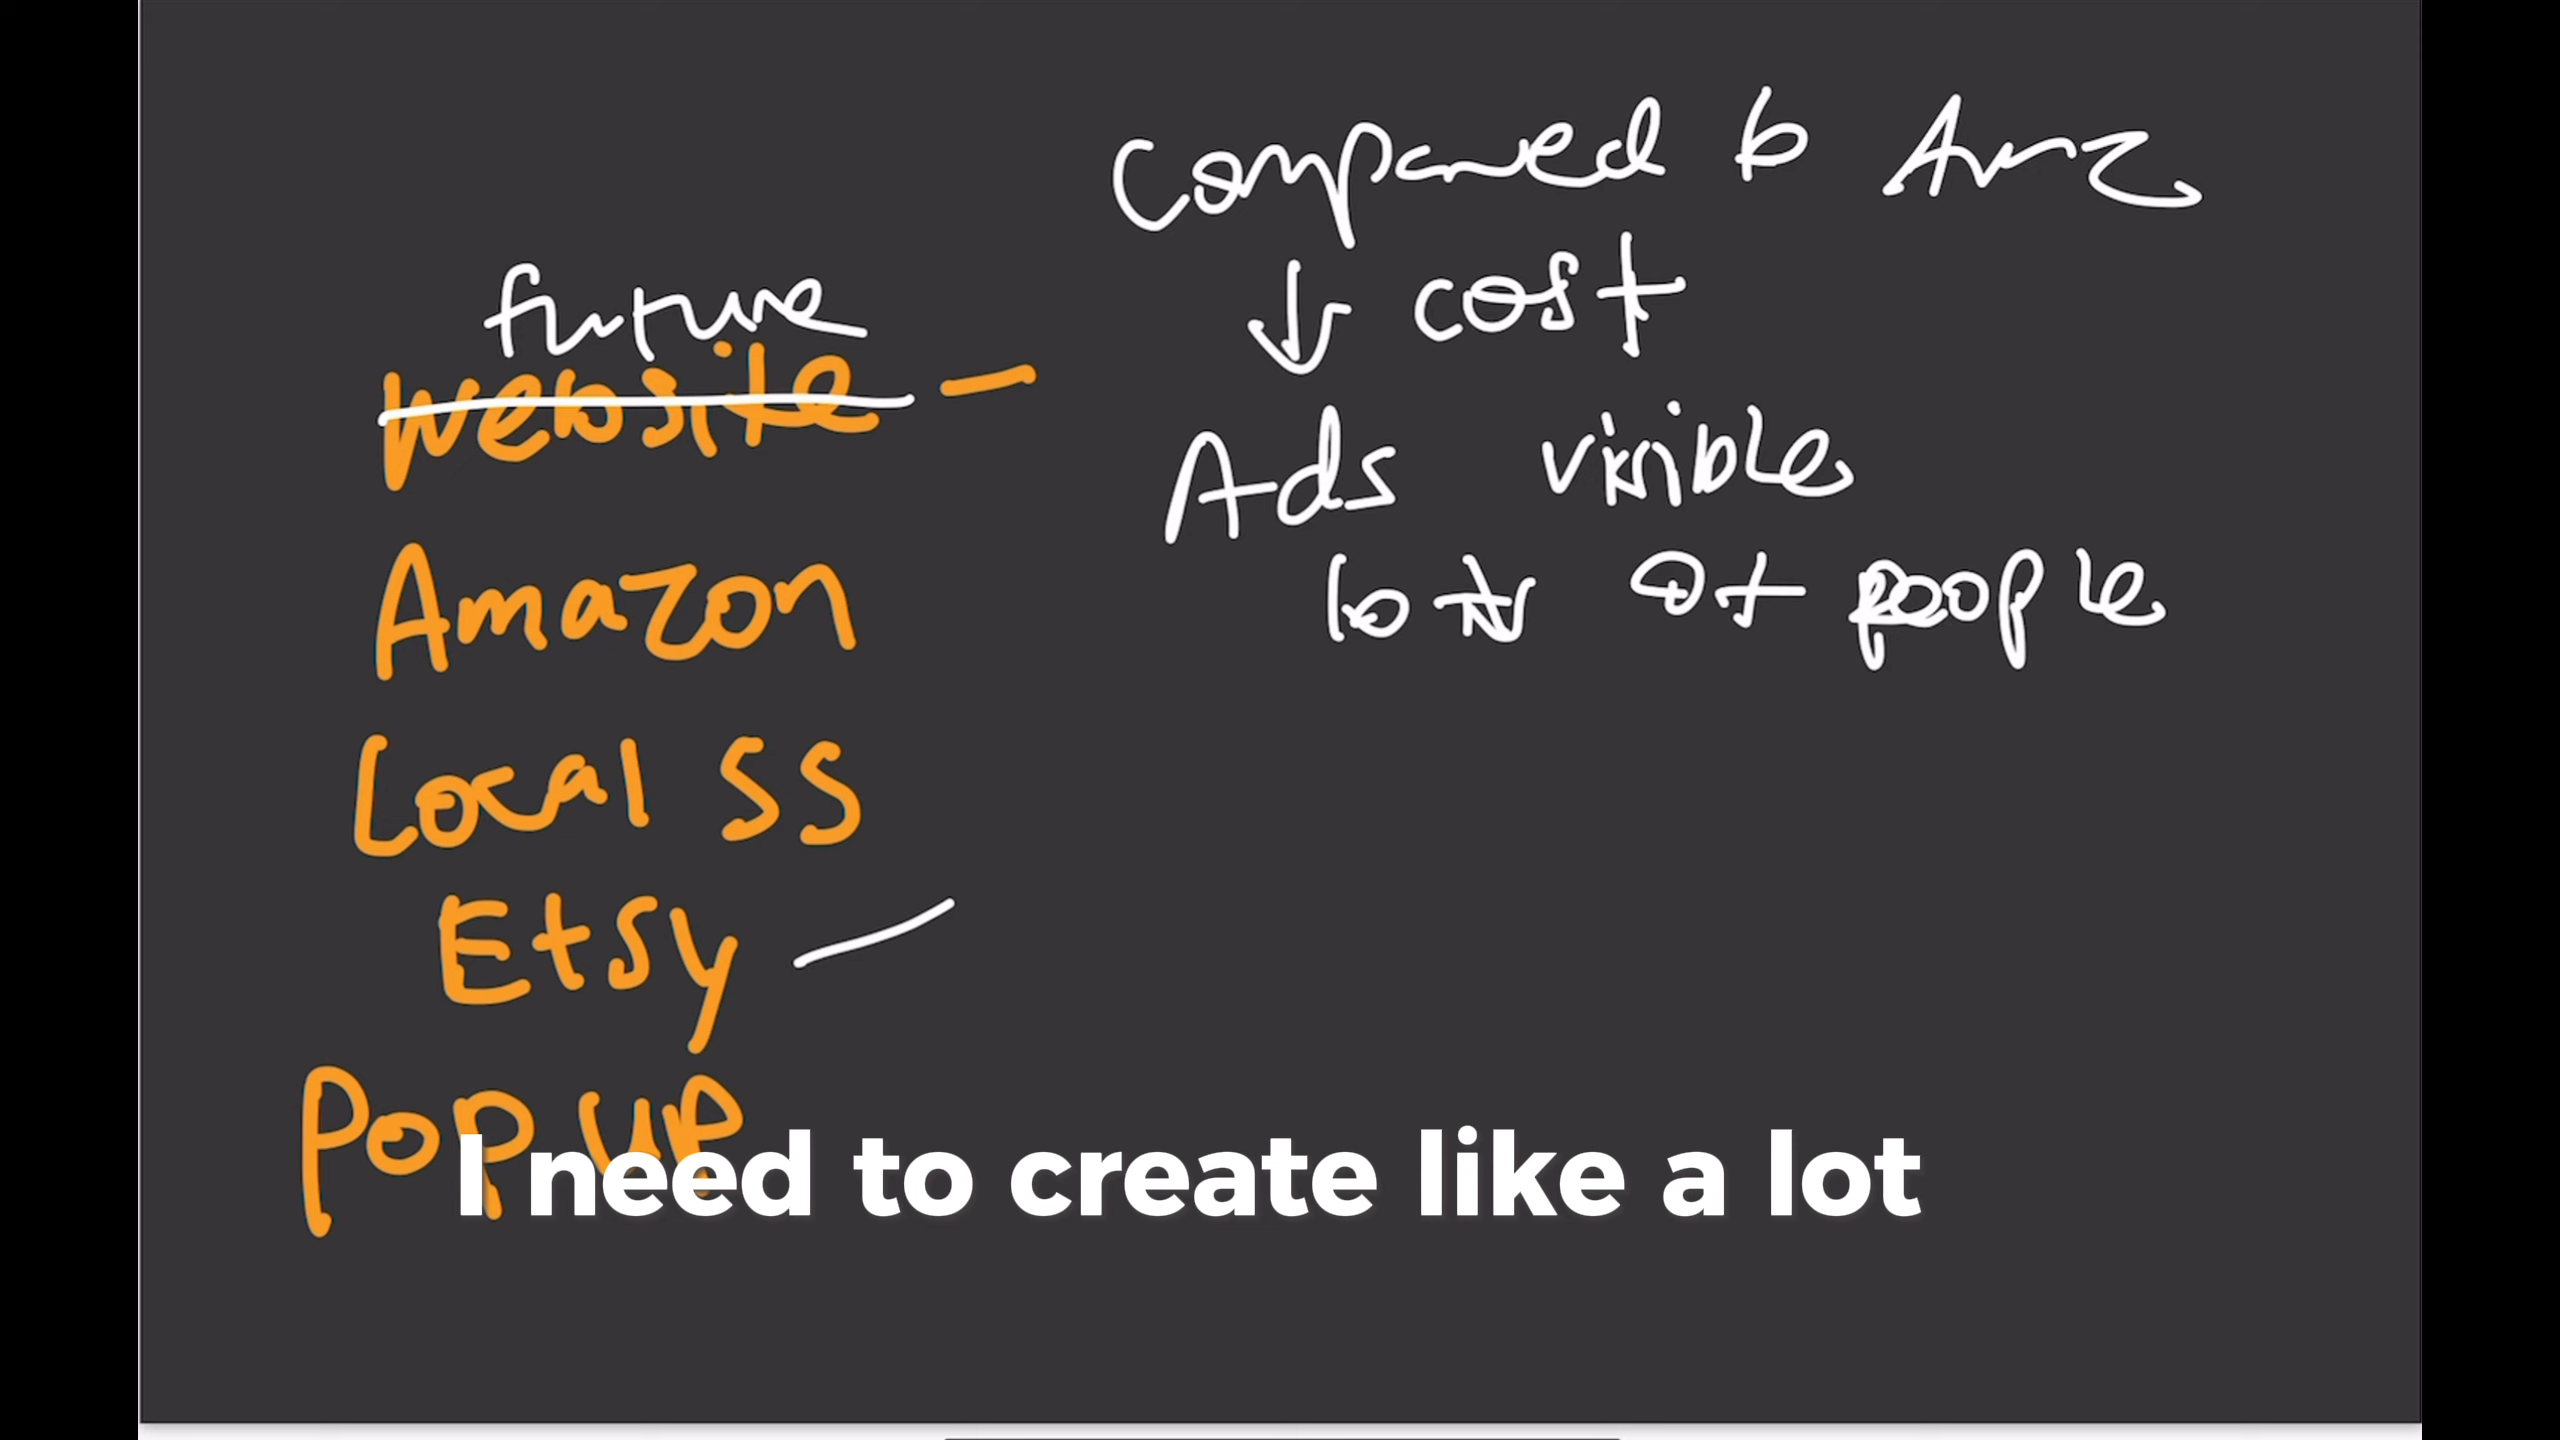 compared to Amz
↓ cost
Ads visible
lots of people
future
website -
Amazon
Local SS
Etsy -
POP UP
I need to create like a lot